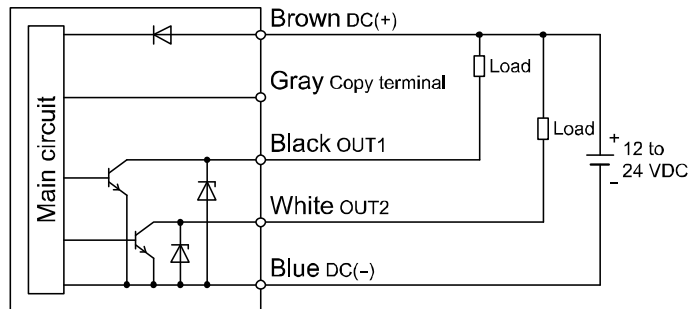 Brown DC(+)
Main circuit
Gray Copy terminal
Load
Load
Black OUT1
+ 12 to
- 24 VDC
White OUT2
Blue DC(−)